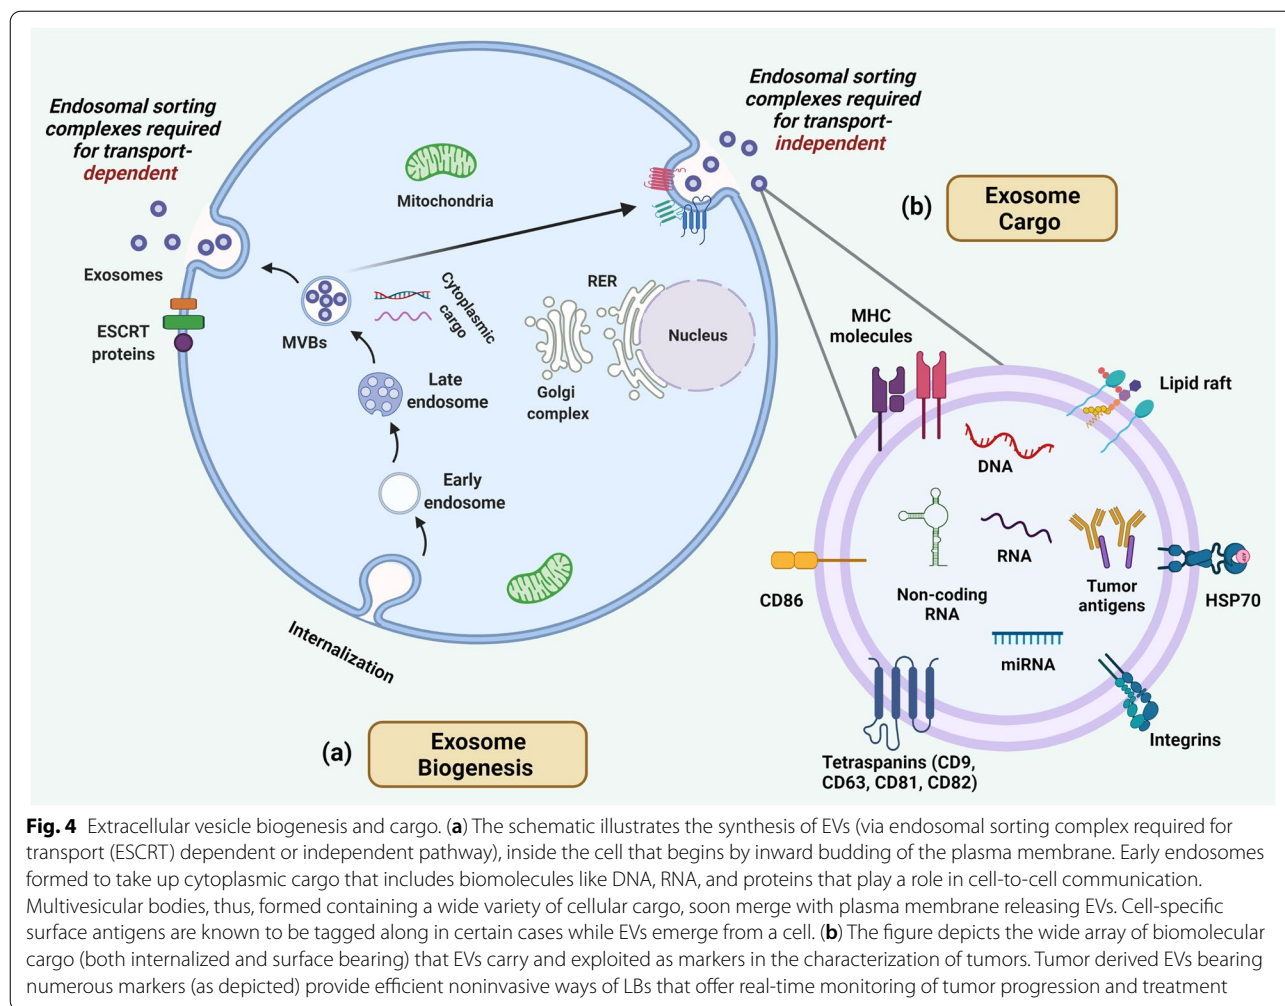 Endosomal sorting
complexes required
for transport-
dependent
Exosomes
ESCRT
proteins
Mitochondria
MVBs
Cytoplasmic
cargo
Late
endosome
Early
endosome
Internalization
RER
Golgi
complex
Nucleus
(a)
Exosome
Biogenesis
Endosomal sorting
complexes required
for transport-
independent
(b)
Exosome
Cargo
MHC
molecules
Lipid raft
DNA
RNA
Non-coding
RNA
Tumor
antigens
miRNA
CD86
HSP70
ATP
Integrins
Tetraspanins (CD9,
CD63, CD81, CD82)
Fig. 4 Extracellular vesicle biogenesis and cargo. (a) The schematic illustrates the synthesis of EVs (via endosomal sorting complex required for
transport (ESCRT) dependent or independent pathway), inside the cell that begins by inward budding of the plasma membrane. Early endosomes
formed to take up cytoplasmic cargo that includes biomolecules like DNA, RNA, and proteins that play a role in cell-to-cell communication.
Multivesicular bodies, thus, formed containing a wide variety of cellular cargo, soon merge with plasma membrane releasing EVs. Cell-specific
surface antigens are known to be tagged along in certain cases while EVs emerge from a cell. (b) The figure depicts the wide array of biomolecular
cargo (both internalized and surface bearing) that EVs carry and exploited as markers in the characterization of tumors. Tumor derived EVs bearing
numerous markers (as depicted) provide efficient noninvasive ways of LBs that offer real-time monitoring of tumor progression and treatment